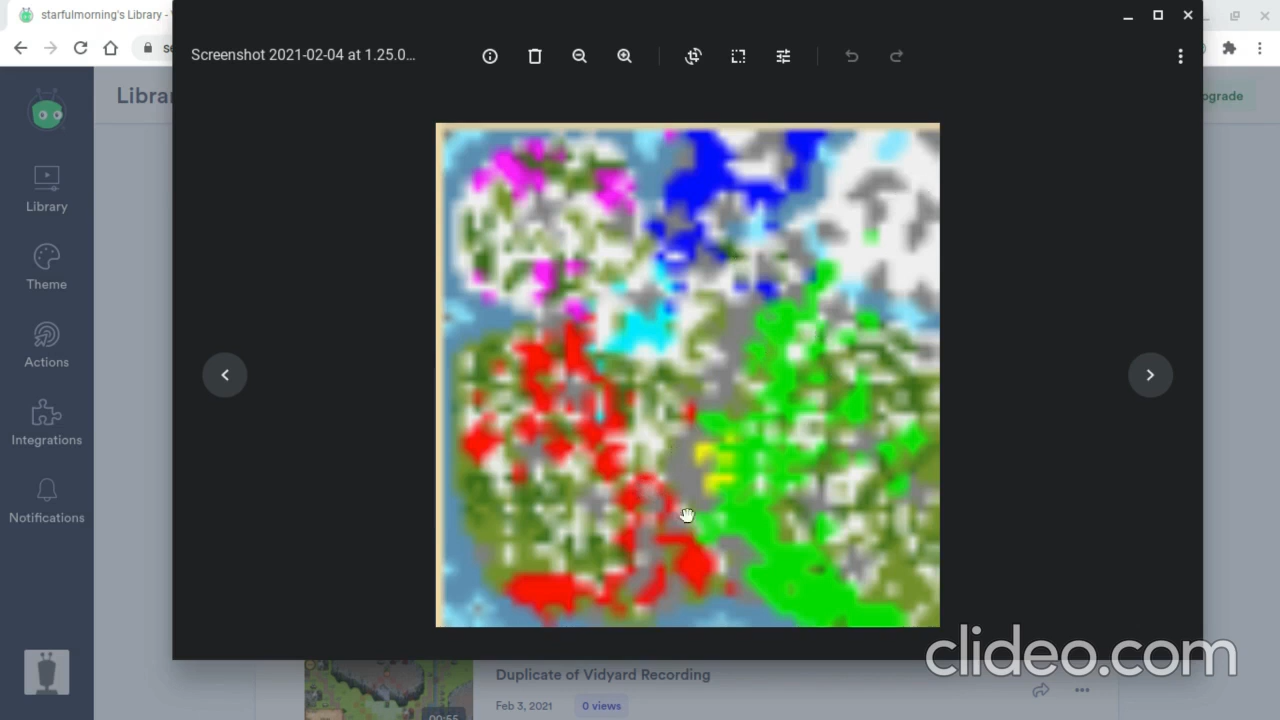 starfulmorning's Library -
Screenshot 2021-02-04 at 1.25.0...
Library
Theme
Actions
Integrations
Notifications
Duplicate of Vidyard Recording
Feb 3, 2021
0 views
00:55
clideo.com